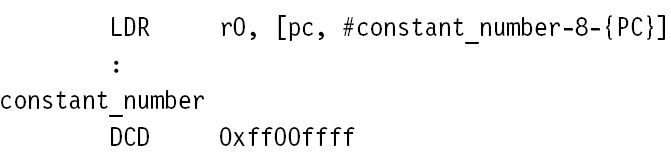 LDR r0, [pc, #constant_number-8-{PC}]
:
constant_number
DCD 0xff00ffff